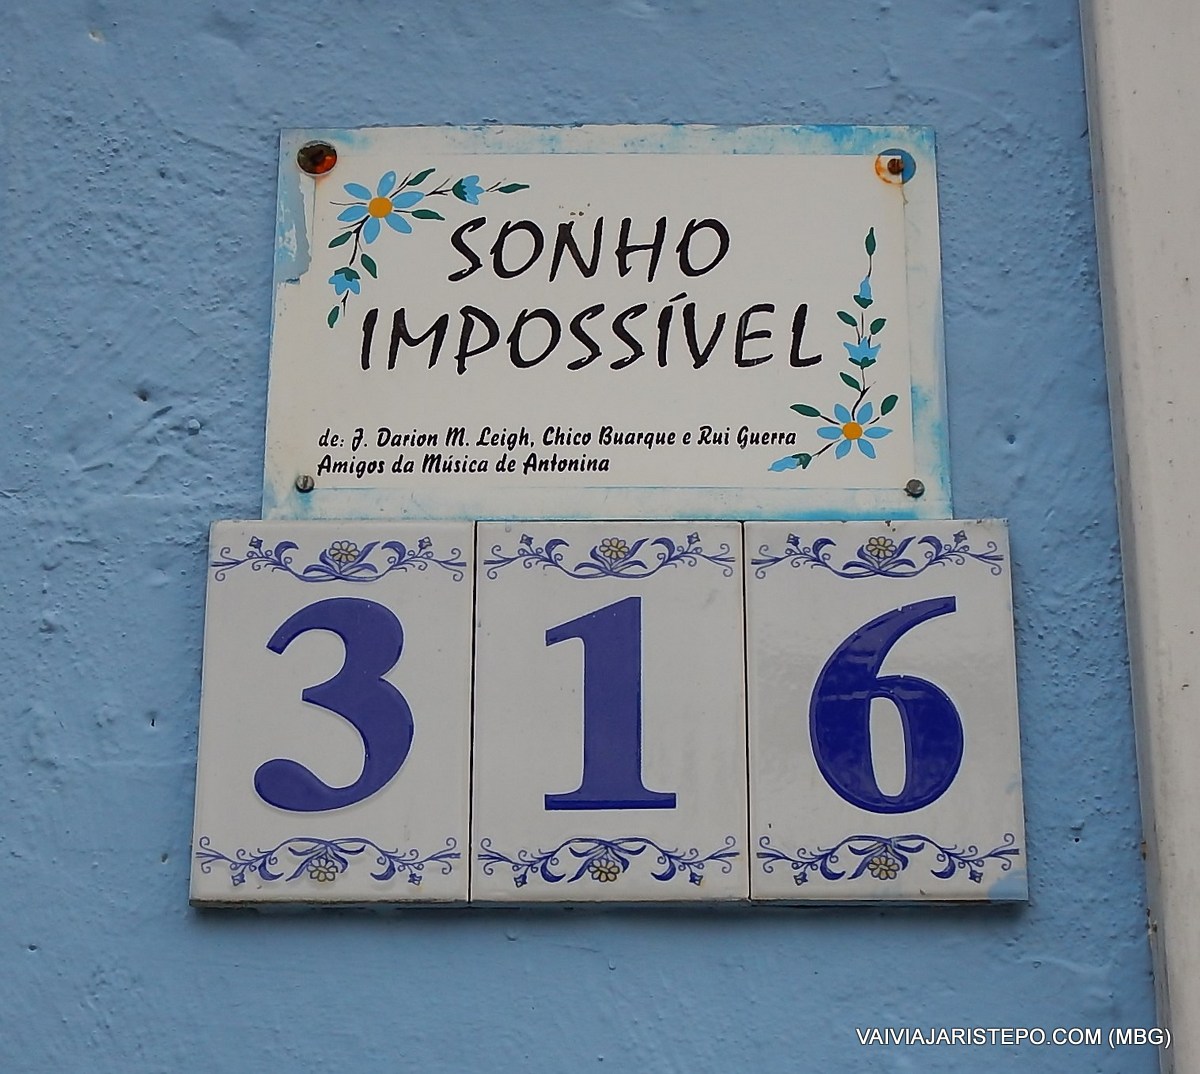 SONHO
IMPOSSÍVEL
de: J. Darion M. Leigh, Chico Buarque e Rui Guerra
Amigos da Música de Antonina
316
VAIVIAJARISTEPO.COM (MBG)